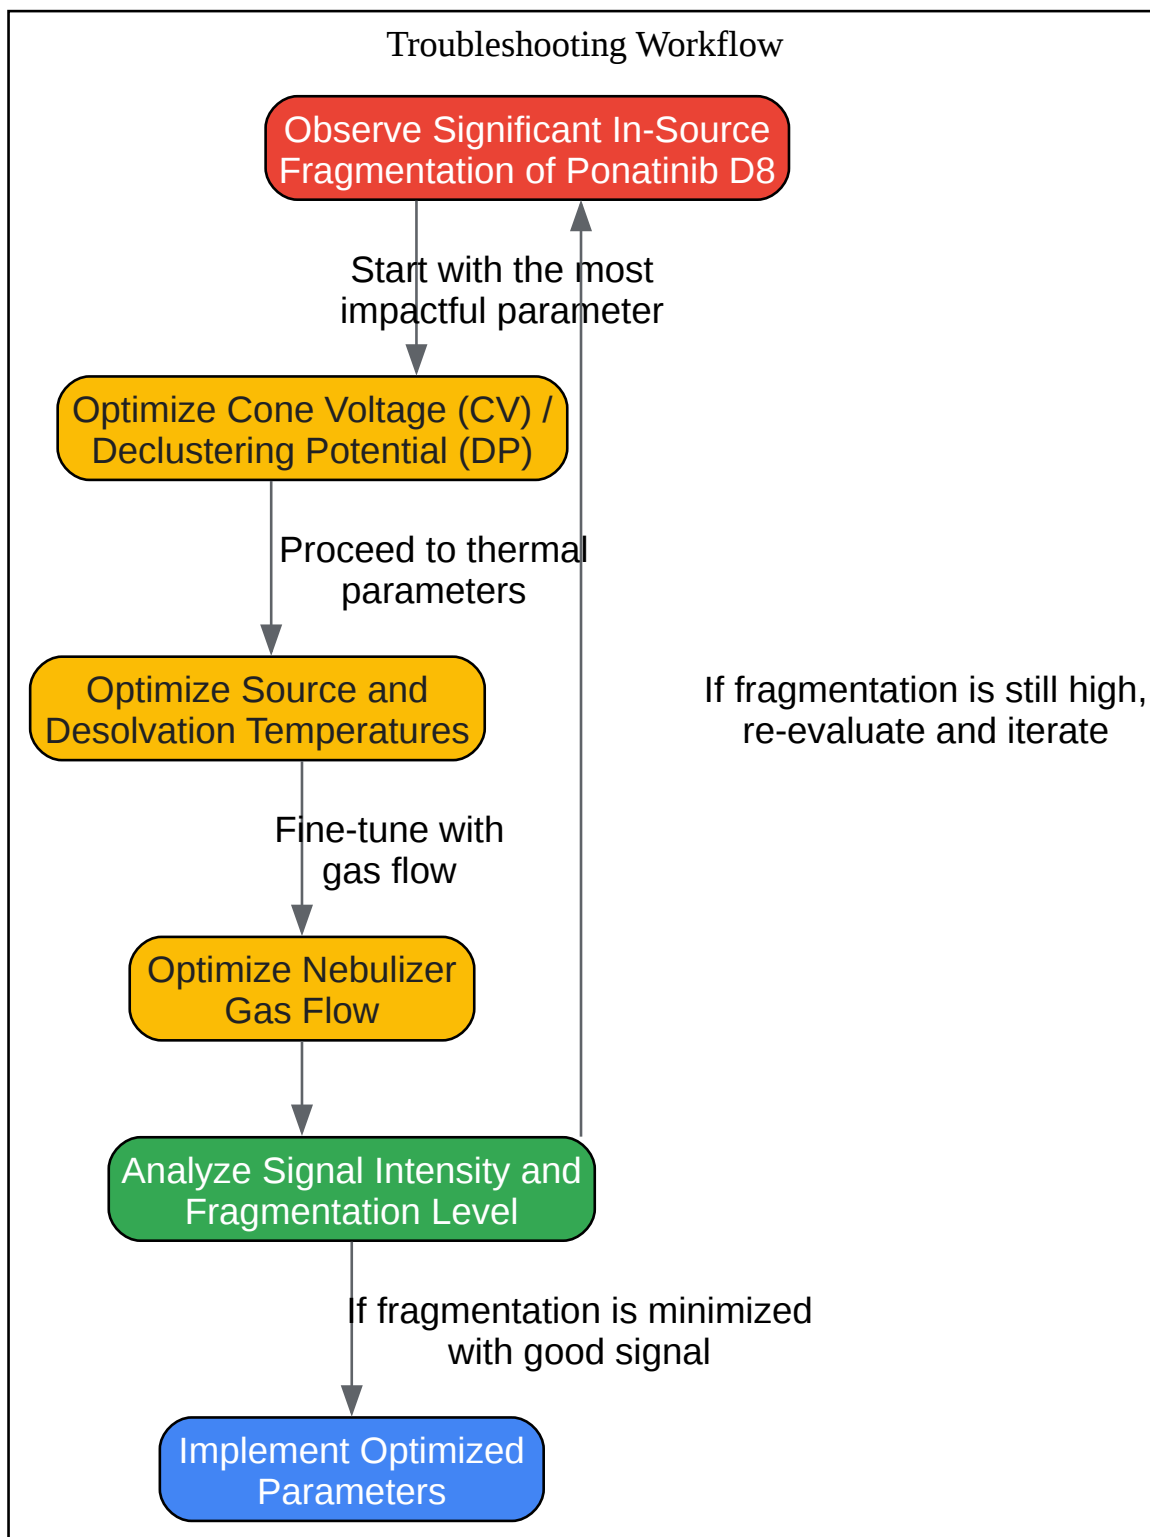 Troubleshooting Workflow
Observe Significant In-Source
Fragmentation of Ponatinib D8
Start with the most
impactful parameter
Optimize Cone Voltage (CV) /
Declustering Potential (DP)
Proceed to thermal
parameters
Optimize Source and
Desolvation Temperatures
If fragmentation is still high,
re-evaluate and iterate
Fine-tune with
gas flow
Optimize Nebulizer
Gas Flow
Analyze Signal Intensity and
Fragmentation Level
If fragmentation is minimized
with good signal
Implement Optimized
Parameters